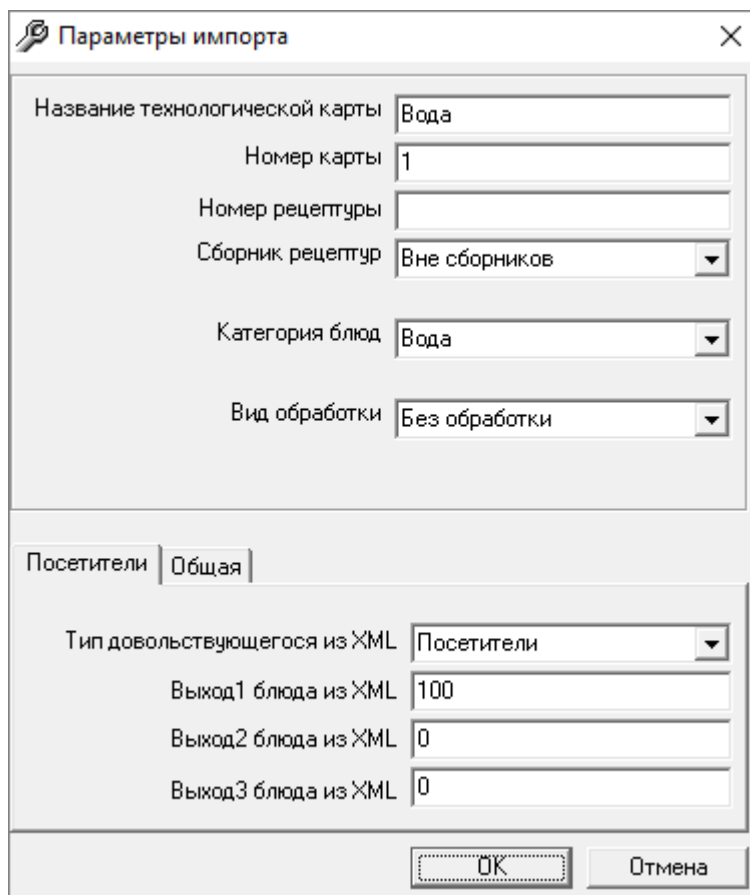 Параметры импорта
Название технологической карты Вода
Номер карты 1
Номер рецептуры
Сборник рецептур Вне сборников
Категория блюд Вода
Вид обработки Без обработки
Посетители Общая
Тип довольствующегося из XML Посетители
Выход1 блюда из XML 100
Выход2 блюда из XML 0
Выход3 блюда из XML 0
OK Отмена